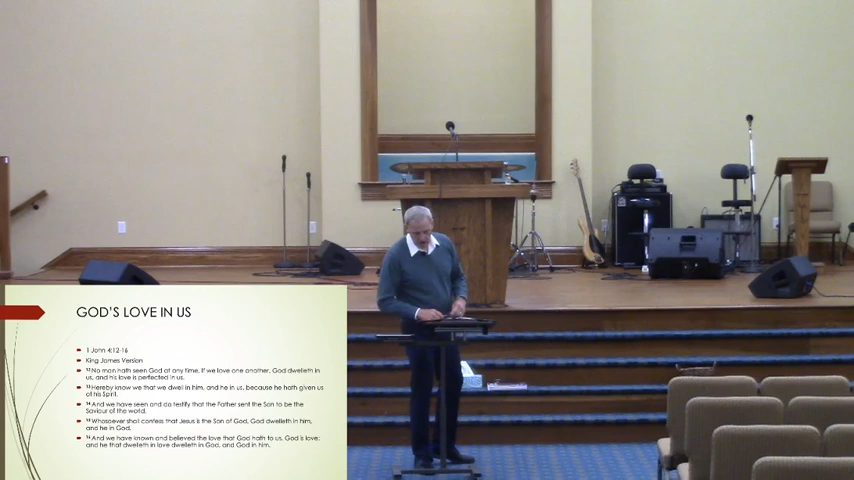 GOD'S LOVE IN US
1 John 4:12-16
King James Version
12 No man hath seen God at any time. If we love one another, God dwelleth in
us, and his love is perfected in us.
13 Hereby know we that we dwell in him, and he in us, because he hath given us
of his Spirit.
14 And we have seen and do testify that the Father sent the Son to be the
Saviour of the world.
15 Whosoever shall confess that Jesus is the Son of God, God dwelleth in him,
and he in God.
16 And we have known and believed the love that God hath to us. God is love;
and he that dwelleth in love dwelleth in God, and God in him.